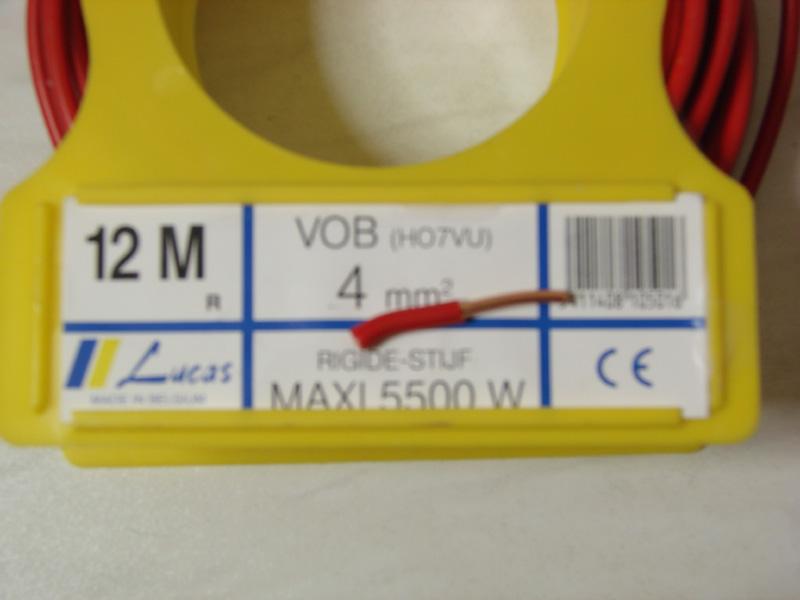 12 M
R
VOB (HO7VU)
4 mm²
Lucas
MADE IN BELGIUM
RIGIDE-STIJF
MAXI 5500 W
CE